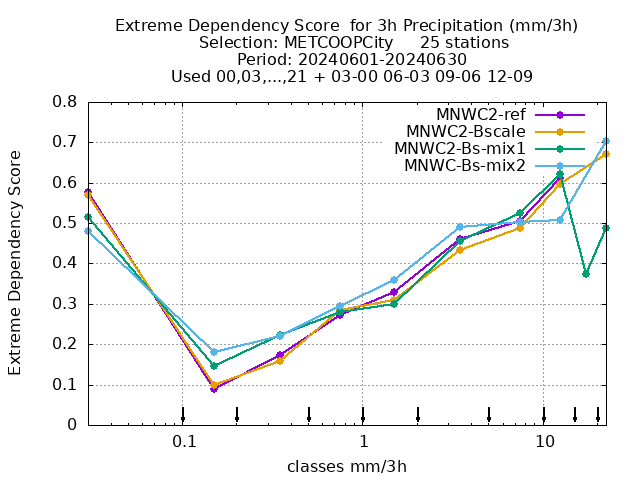 Extreme Dependency Score  for 3h Precipitation (mm/3h)
Selection: METCOOPCity     25 stations
Period: 20240601-20240630
Used 00,03,...,21 + 03-00 06-03 09-06 12-09
MNWC2-ref
MNWC2-Bscale
MNWC2-Bs-mix1
MNWC-Bs-mix2
Extreme Dependency Score
0.8
0.7
0.6
0.5
0.4
0.3
0.2
0.1
0
0.1 1 10
classes mm/3h